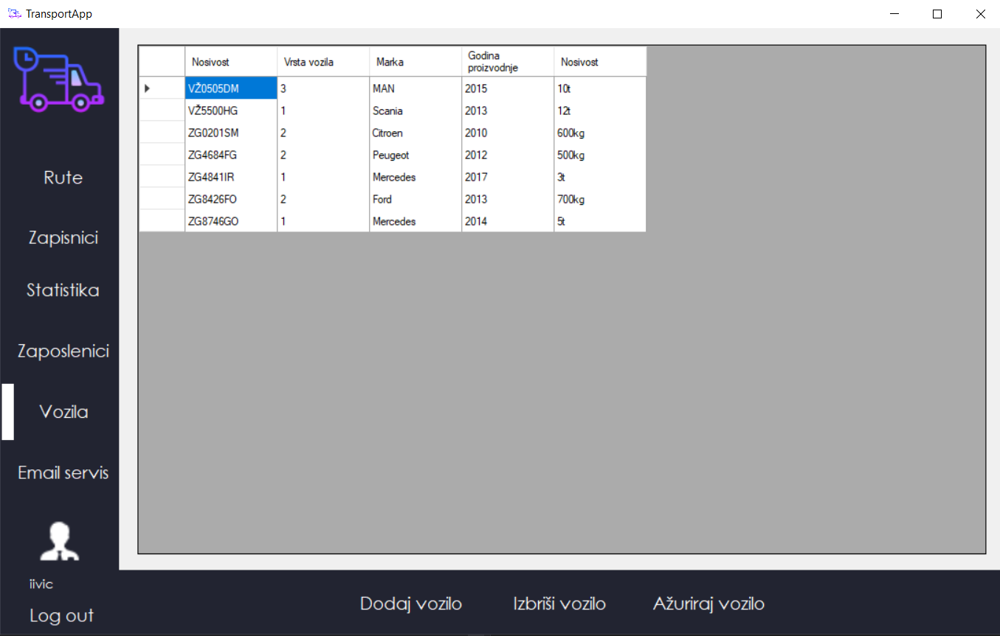 TransportApp
Rute
Zapisnici
Statistika
Zaposlenici
Vozila
Email servis
iivic
Log out
Nosivost Vrsta vozila Marka Godina proizvodnje Nosivost
VŽ0505DM 3 MAN 2015 10t
VŽ5500HG 1 Scania 2013 12t
ZG0201SM 2 Citroen 2010 600kg
ZG4684FG 2 Peugeot 2012 500kg
ZG4841IR 1 Mercedes 2017 3t
ZG8426FO 2 Ford 2013 700kg
ZG8746GO 1 Mercedes 2014 5t
Dodaj vozilo Izbriši vozilo Ažuriraj vozilo